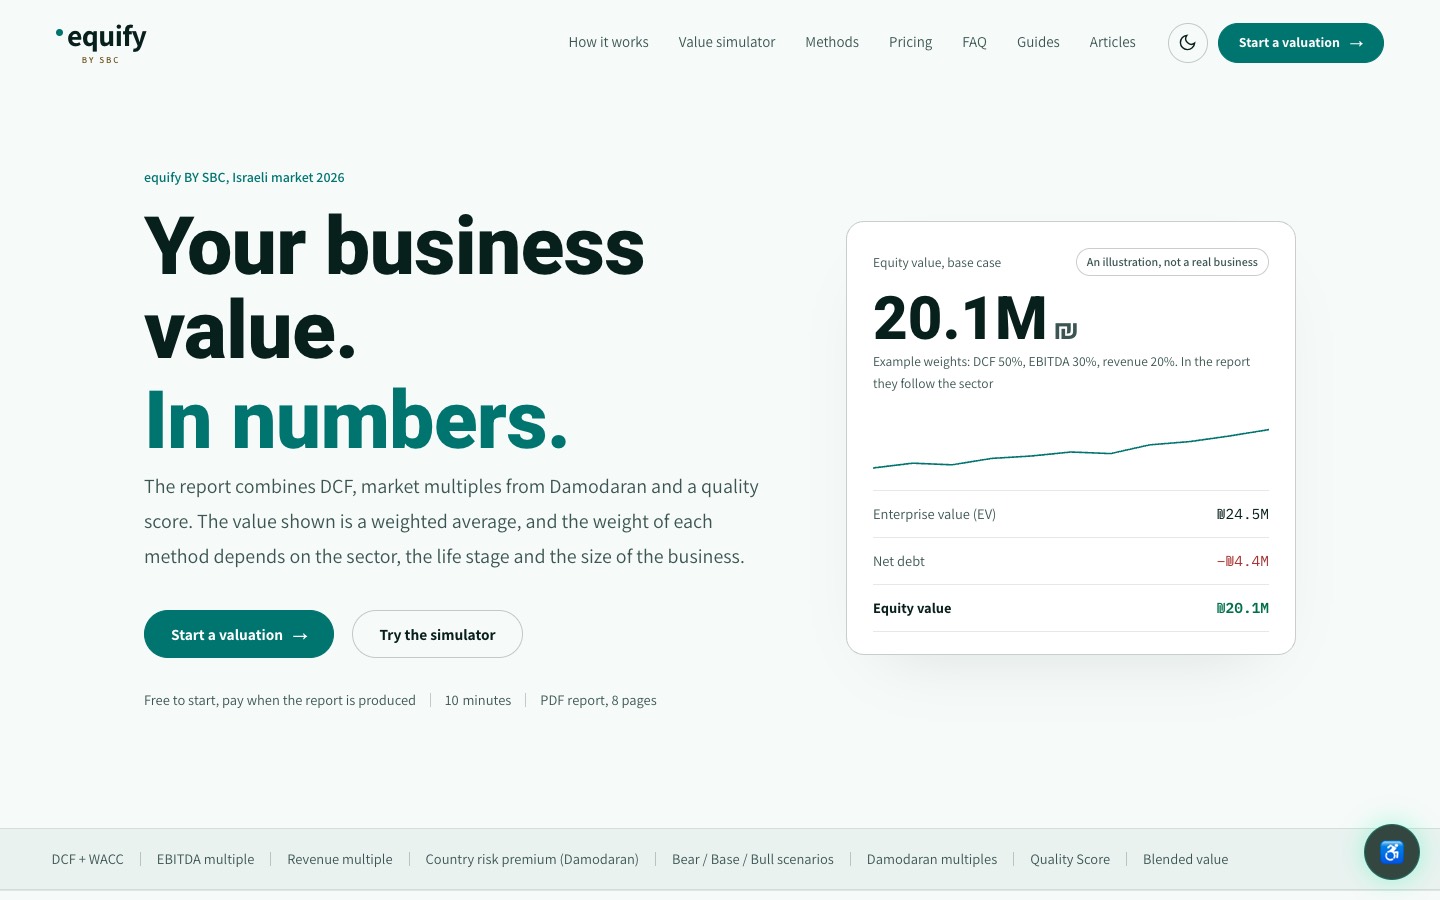 equify
BY SBC
How it works
Value simulator
Methods
Pricing
FAQ
Guides
Articles
Start a valuation →
equify BY SBC, Israeli market 2026
Your business
value.
In numbers.
The report combines DCF, market multiples from Damodaran and a quality
score. The value shown is a weighted average, and the weight of each
method depends on the sector, the life stage and the size of the business.
Start a valuation →
Try the simulator
Free to start, pay when the report is produced
10 minutes
PDF report, 8 pages
Equity value, base case
An illustration, not a real business
20.1M ₪
Example weights: DCF 50%, EBITDA 30%, revenue 20%. In the report
they follow the sector
Enterprise value (EV)
₪24.5M
Net debt
−₪4.4M
Equity value
₪20.1M
DCF + WACC
EBITDA multiple
Revenue multiple
Country risk premium (Damodaran)
Bear / Base / Bull scenarios
Damodaran multiples
Quality Score
Blended value